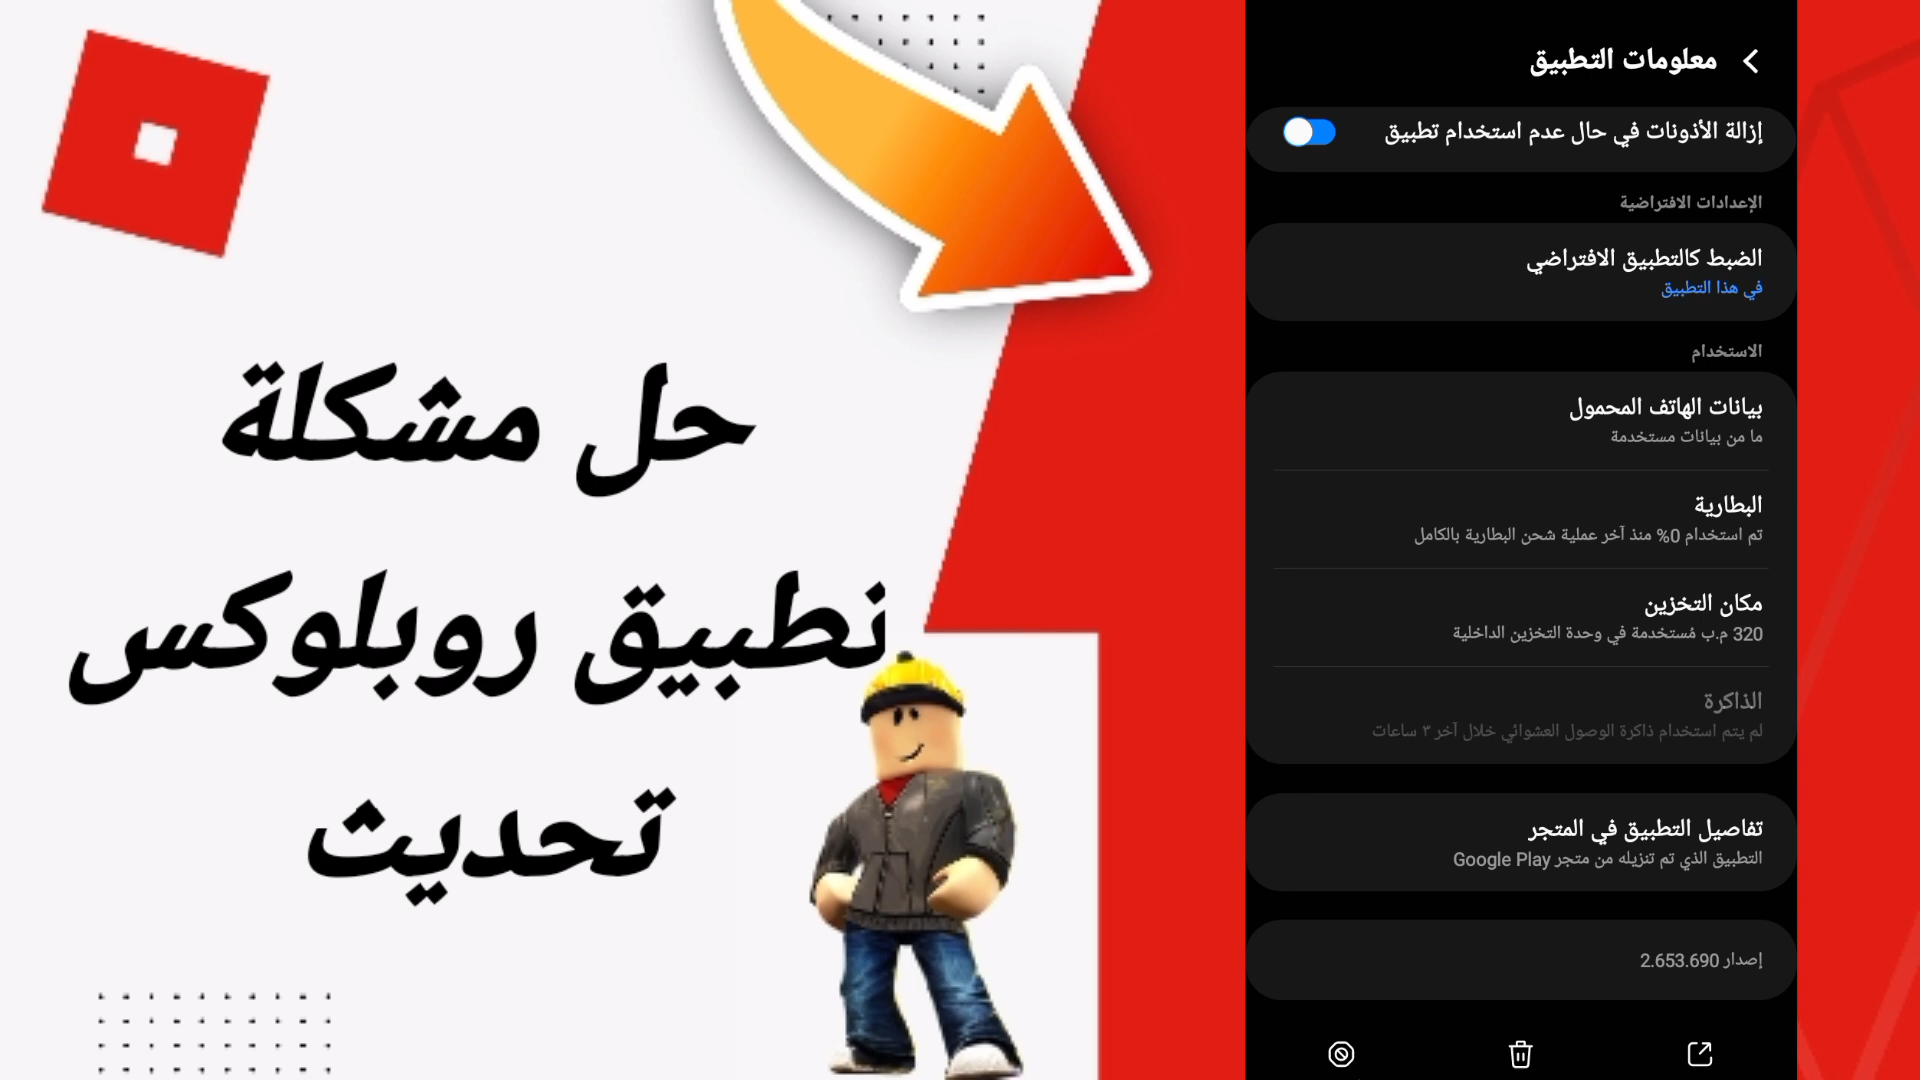 حل مشكلة
نطبيق روبلوكس
تحديث
معلومات التطبيق
إزالة الأذونات في حال عدم استخدام تطبيق
الإعدادات الافتراضية
الضبط كالتطبيق الافتراضي
في هذا التطبيق
الاستخدام
بيانات الهاتف المحمول
ما من بيانات مستخدمة
البطارية
تم استخدام 0% منذ آخر عملية شحن البطارية بالكامل
مكان التخزين
320 م.ب مُستخدمة في وحدة التخزين الداخلية
الذاكرة
لم يتم استخدام ذاكرة الوصول العشوائي خلال آخر ٣ ساعات
تفاصيل التطبيق في المتجر
التطبيق الذي تم تنزيله من متجر Google Play
إصدار 2.653.690